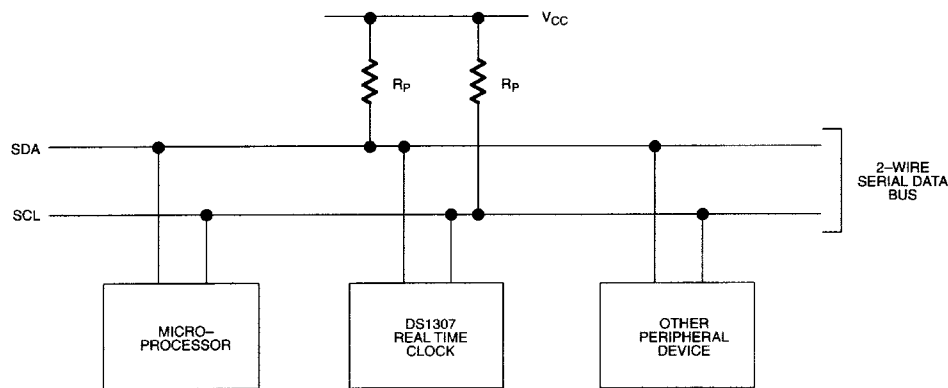 VCC
RP
RP
SDA
2–WIRE
SERIAL DATA
BUS
SCL
MICRO–
PROCESSOR
DS1307
REAL TIME
CLOCK
OTHER
PERIPHERAL
DEVICE